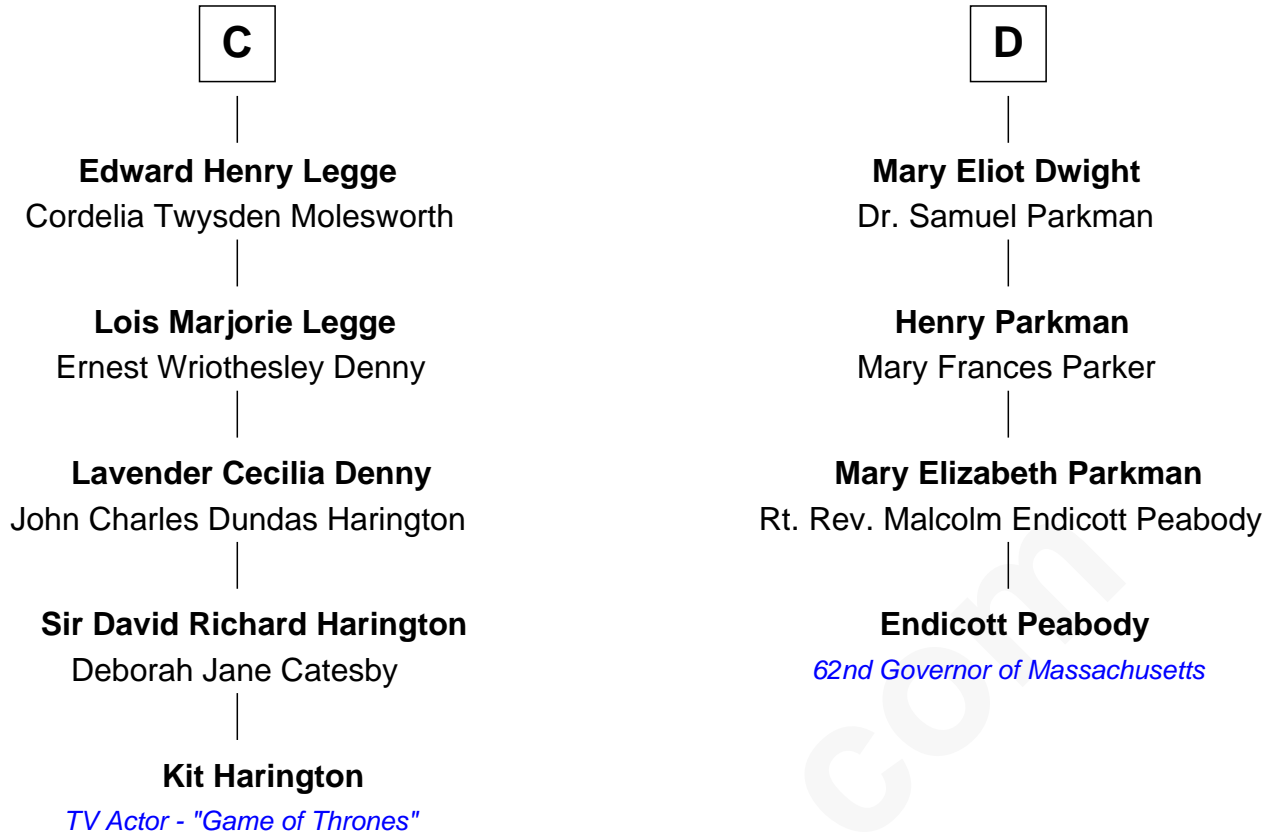 C
Edward Henry Legge
Cordelia Twysden Molesworth
Lois Marjorie Legge
Ernest Wriothesley Denny
Lavender Cecilia Denny
John Charles Dundas Harington
Sir David Richard Harington
Deborah Jane Catesby
Kit Harington
TV Actor - "Game of Thrones"
D
Mary Eliot Dwight
Dr. Samuel Parkman
Henry Parkman
Mary Frances Parker
Mary Elizabeth Parkman
Rt. Rev. Malcolm Endicott Peabody
Endicott Peabody
62nd Governor of Massachusetts
com